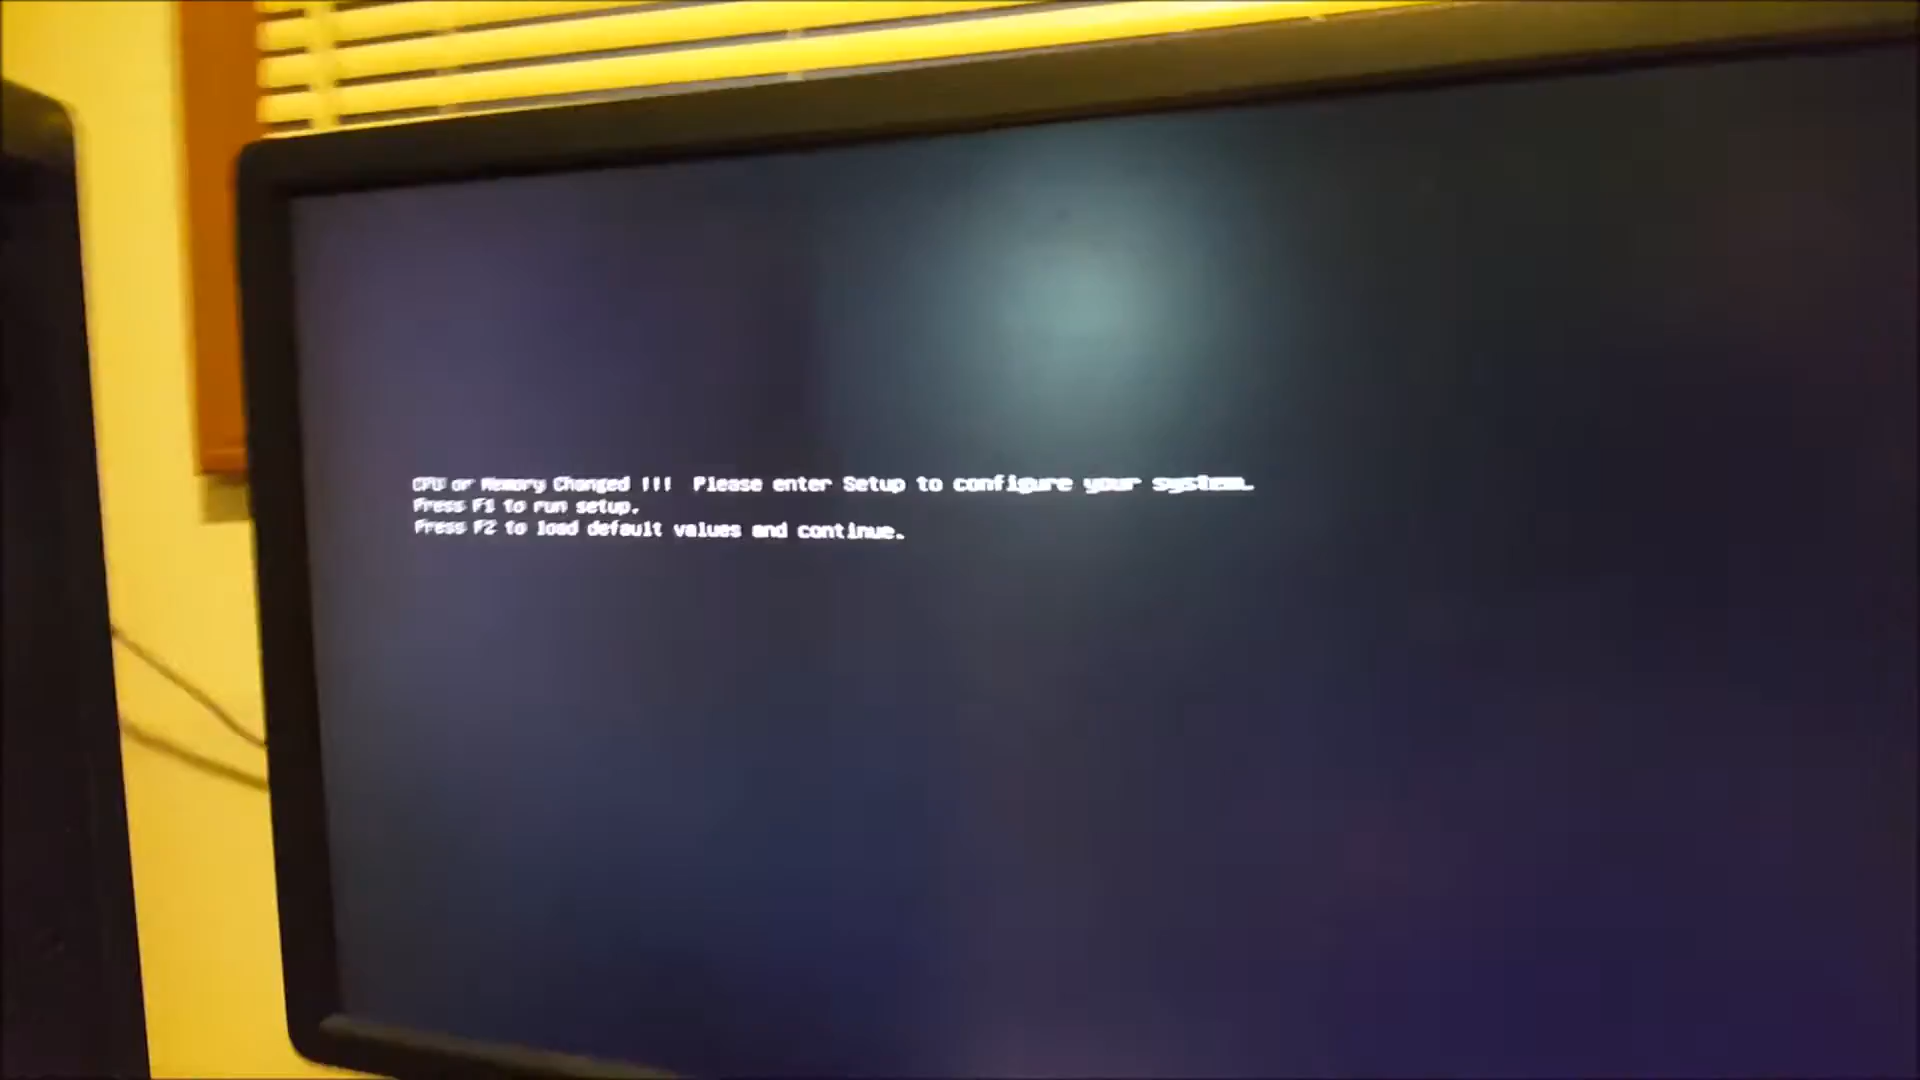 CPU or Memory Changed !!!  Please enter Setup to configure your system.
Press F1 to run setup.
Press F2 to load default values and continue.